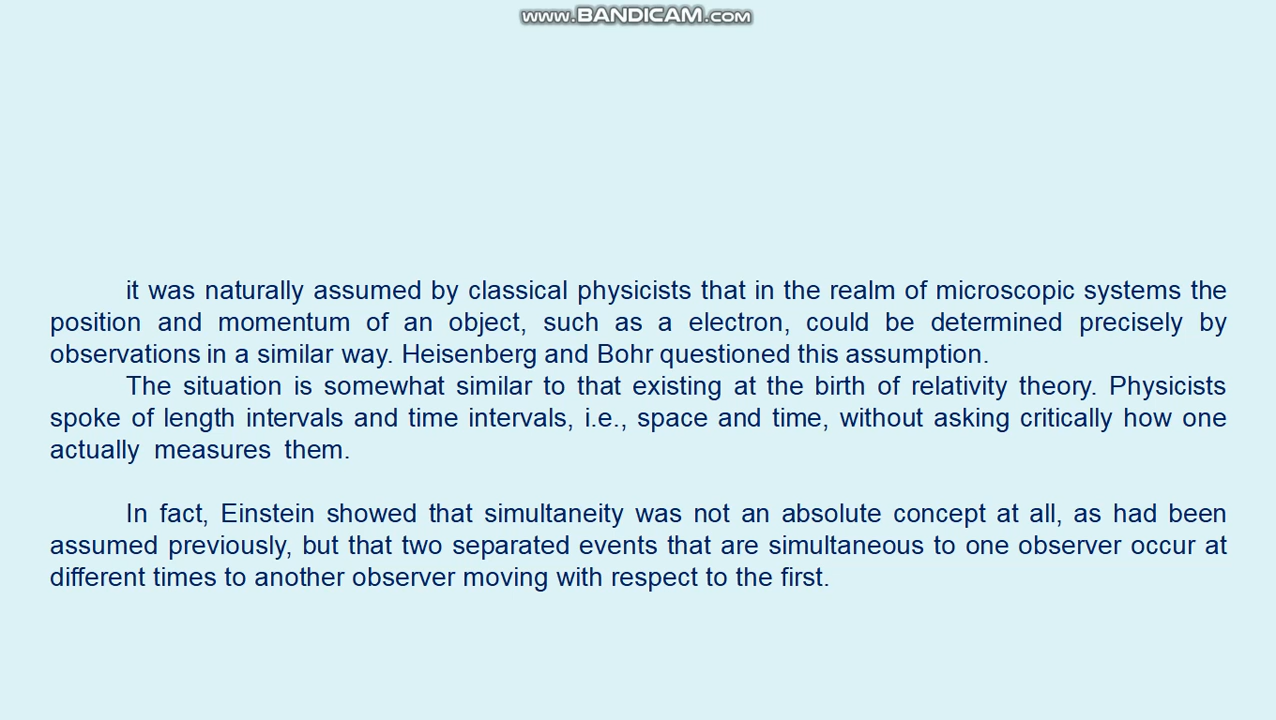 www.BANDICAM.com
it was naturally assumed by classical physicists that in the realm of microscopic systems the
position and momentum of an object, such as a electron, could be determined precisely by
observations in a similar way. Heisenberg and Bohr questioned this assumption.
The situation is somewhat similar to that existing at the birth of relativity theory. Physicists
spoke of length intervals and time intervals, i.e., space and time, without asking critically how one
actually measures them.
In fact, Einstein showed that simultaneity was not an absolute concept at all, as had been
assumed previously, but that two separated events that are simultaneous to one observer occur at
different times to another observer moving with respect to the first.